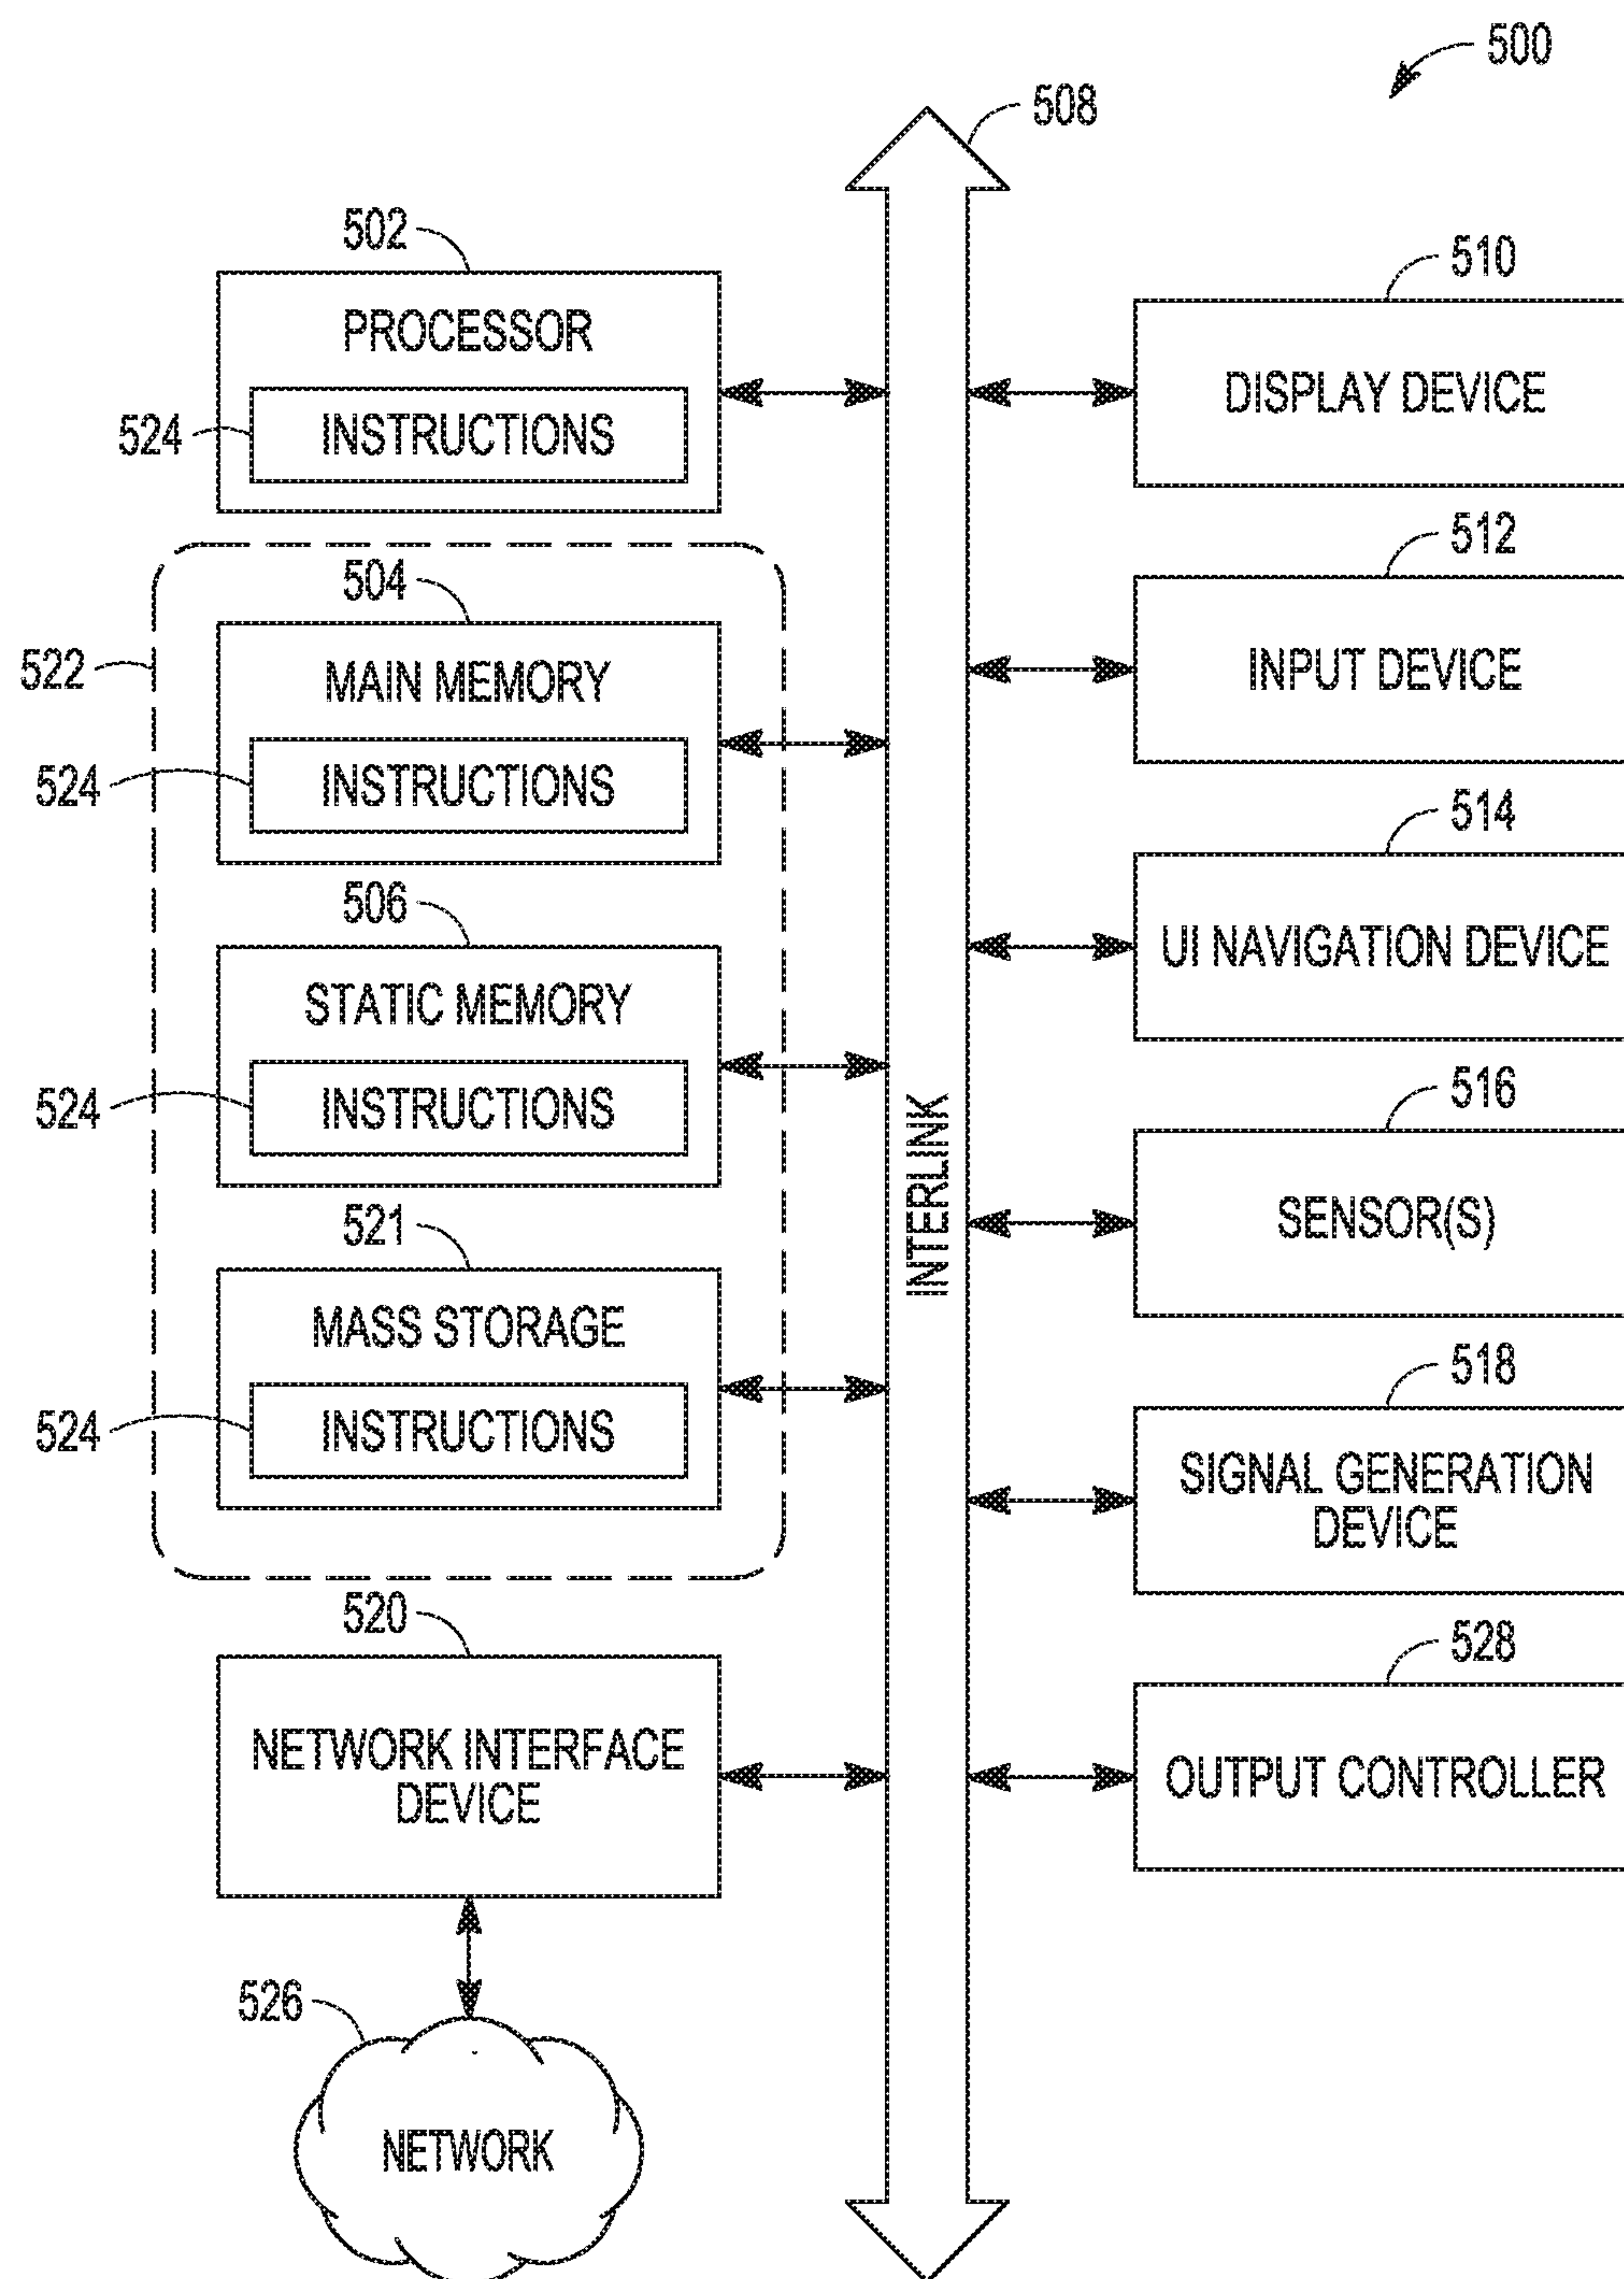 500
508
502
PROCESSOR
524
INSTRUCTIONS
504
522
MAIN MEMORY
524
INSTRUCTIONS
506
STATIC MEMORY
524
INSTRUCTIONS
521
MASS STORAGE
524
INSTRUCTIONS
520
NETWORK INTERFACE
DEVICE
526
NETWORK
INTERLINK
510
DISPLAY DEVICE
512
INPUT DEVICE
514
UI NAVIGATION DEVICE
516
SENSOR(S)
518
SIGNAL GENERATION
DEVICE
528
OUTPUT CONTROLLER